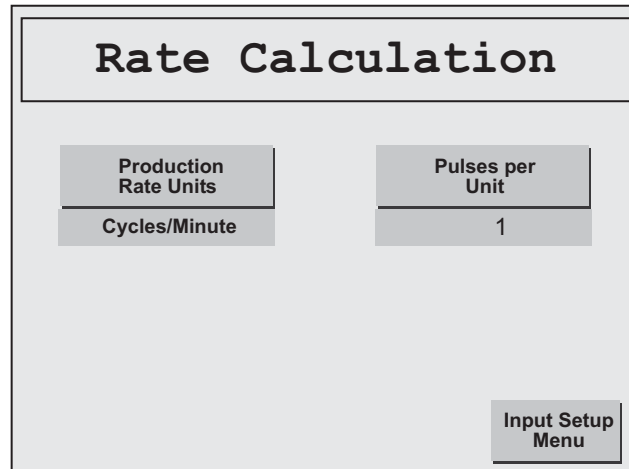 Rate Calculation
Production
Rate Units
Cycles/Minute
Pulses per
Unit
1
Input Setup
Menu